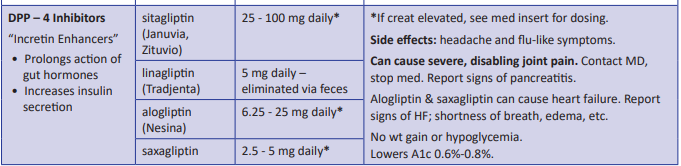 DPP – 4 Inhibitors
“Incretin Enhancers”
• Prolongs action of
gut hormones
• Increases insulin
secretion
sitagliptin
(Januvia,
Zituvio)
25 - 100 mg daily*
linagliptin
(Tradjenta)
5 mg daily –
eliminated via feces
alogliptin
(Nesina)
6.25 - 25 mg daily*
saxagliptin
2.5 - 5 mg daily*
*If creat elevated, see med insert for dosing.
Side effects: headache and flu-like symptoms.
Can cause severe, disabling joint pain. Contact MD,
stop med. Report signs of pancreatitis.
Alogliptin & saxagliptin can cause heart failure. Report
signs of HF; shortness of breath, edema, etc.
No wt gain or hypoglycemia.
Lowers A1c 0.6%-0.8%.